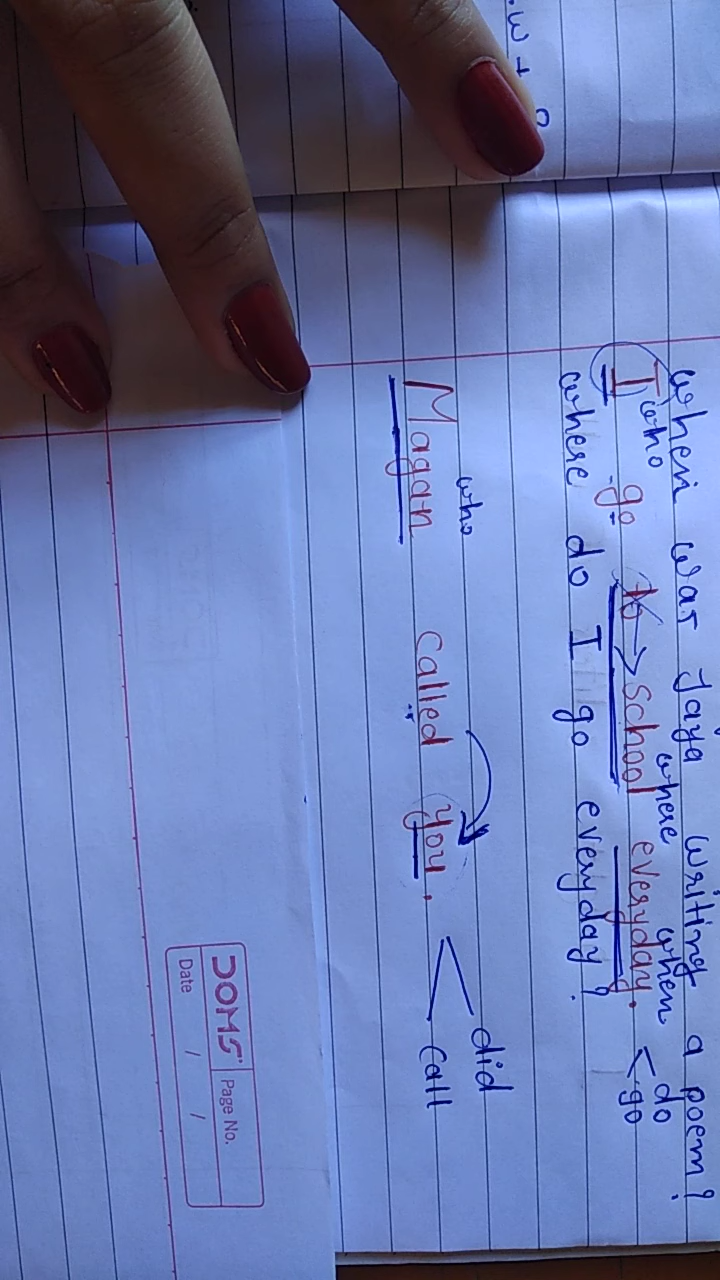 .w + ?
when was Jaya writing a poem?
who where when do
I go to → school everyday. < go
where do I go everyday?
who did
Magan called you. < call
DOMS Page No.
Date / /